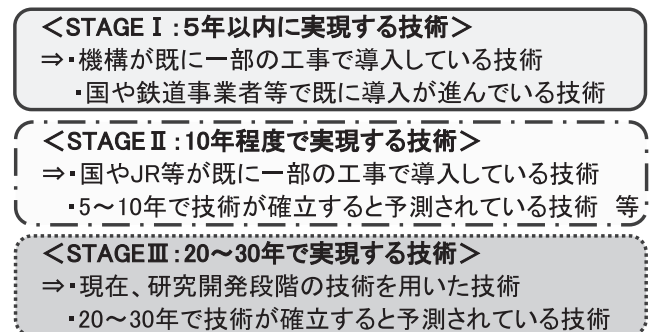 ＜STAGEⅠ：5年以内に実現する技術＞
⇒・機構が既に一部の工事で導入している技術
・国や鉄道事業者等で既に導入が進んでいる技術
＜STAGEⅡ：10年程度で実現する技術＞
⇒・国やJR等が既に一部の工事で導入している技術
・5～10年で技術が確立すると予測されている技術 等
＜STAGEⅢ：20～30年で実現する技術＞
⇒・現在、研究開発段階の技術を用いた技術
・20～30年で技術が確立すると予測されている技術